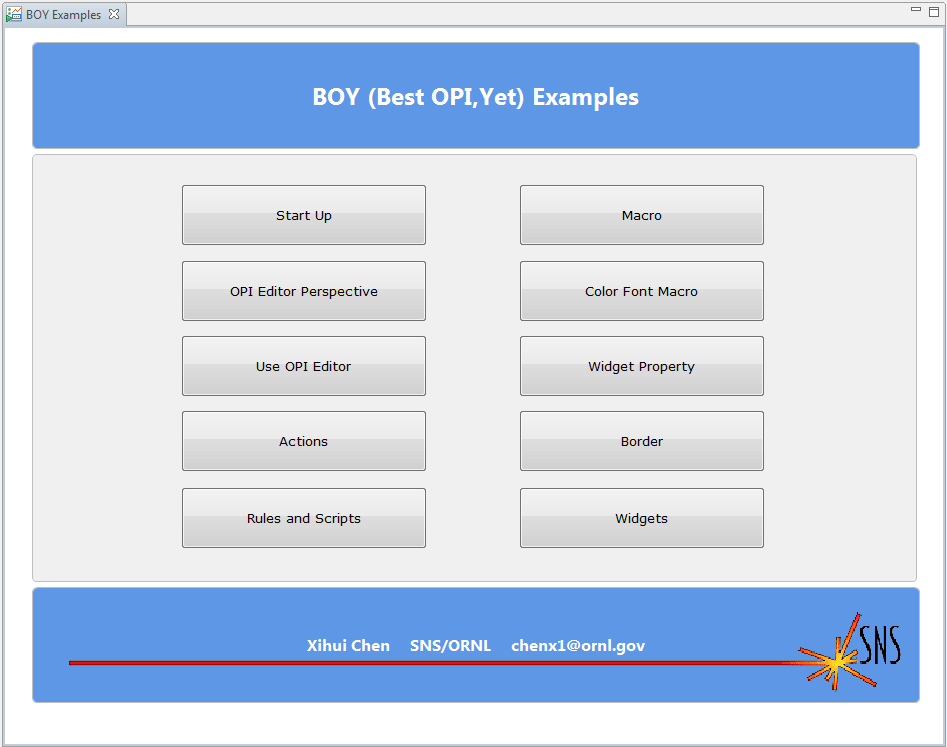 BOY Examples
BOY (Best OPI,Yet) Examples
Start Up
Macro
OPI Editor Perspective
Color Font Macro
Use OPI Editor
Widget Property
Actions
Border
Rules and Scripts
Widgets
Xihui Chen SNS/ORNL chenx1@ornl.gov
SNS